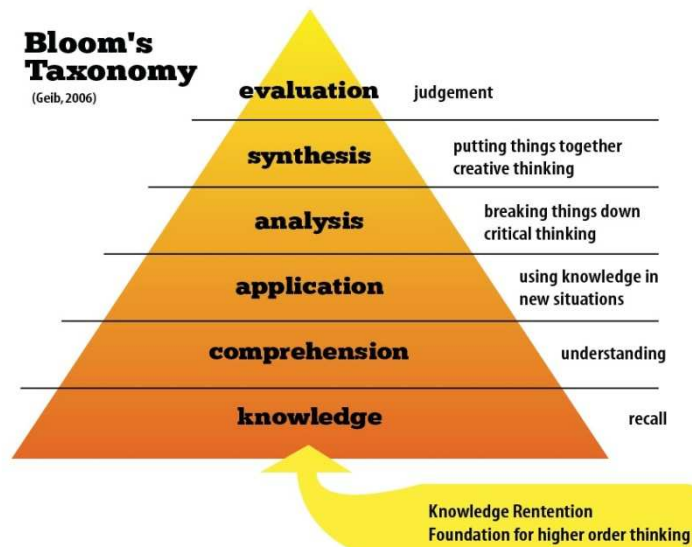 Bloom's
Taxonomy
(Geib, 2006)
evaluation judgement
synthesis putting things together
creative thinking
analysis breaking things down
critical thinking
application using knowledge in
new situations
comprehension understanding
knowledge recall
Knowledge Rentention
Foundation for higher order thinking